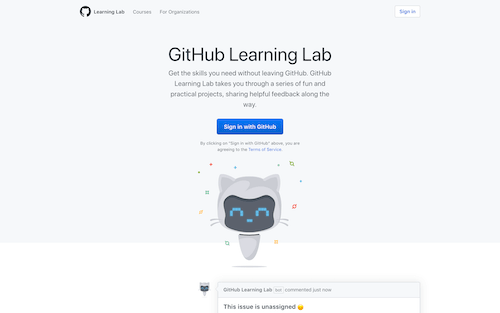 Learning Lab Courses For Organizations Sign in
GitHub Learning Lab
Get the skills you need without leaving GitHub. GitHub
Learning Lab takes you through a series of fun and
practical projects, sharing helpful feedback along the
way.
Sign in with GitHub
By clicking on "Sign in with GitHub" above, you are
agreeing to the Terms of Service.
GitHub Learning Lab bot commented just now
This issue is unassigned